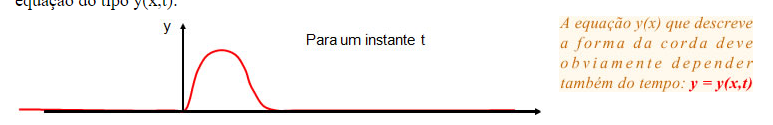 equação do tipo y(x,t).
y
Para um instante t
A equação y(x) que descreve
a forma da corda deve
obviamente depender
também do tempo: y = y(x,t)